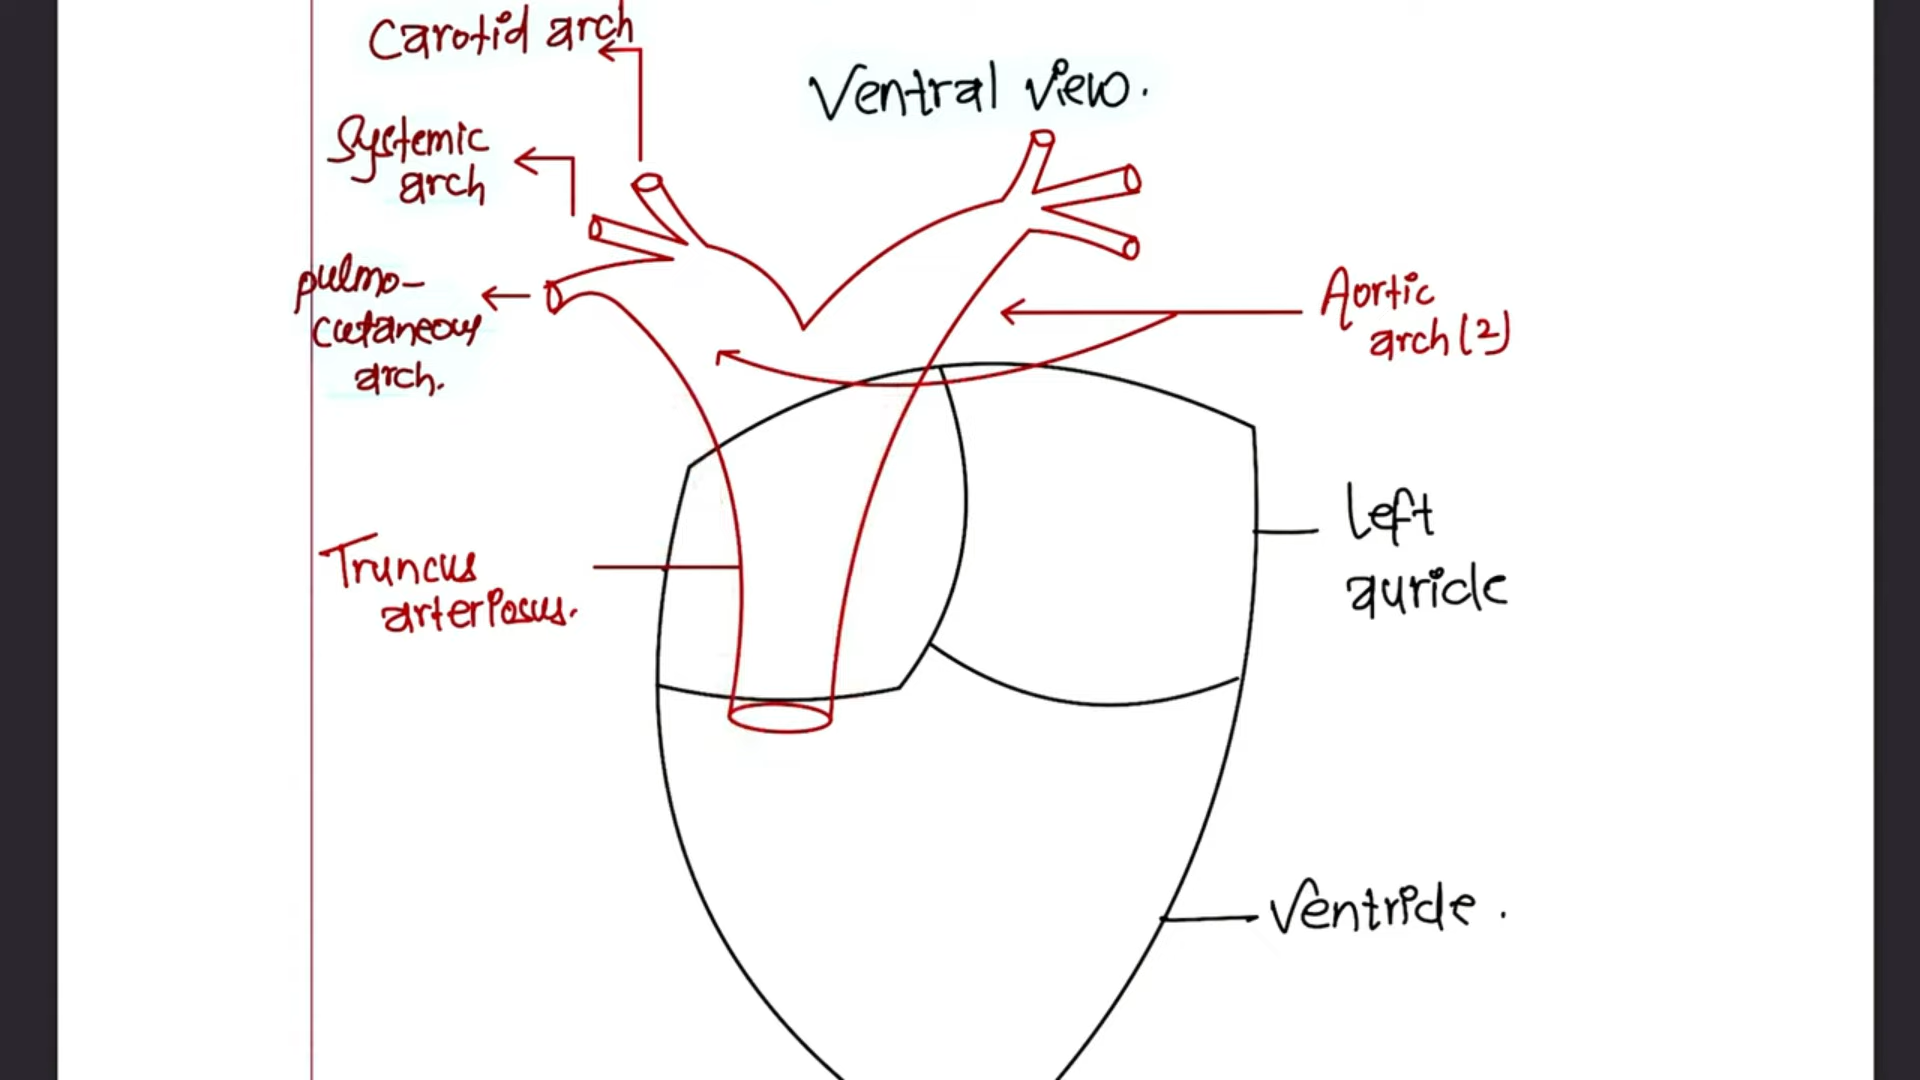 Carotid arch
Ventral view.
Systemic
arch
pulmo-
cutaneous
arch.
Aortic
arch (2)
Left
auricle
Truncus
arteriosus.
Ventricle.